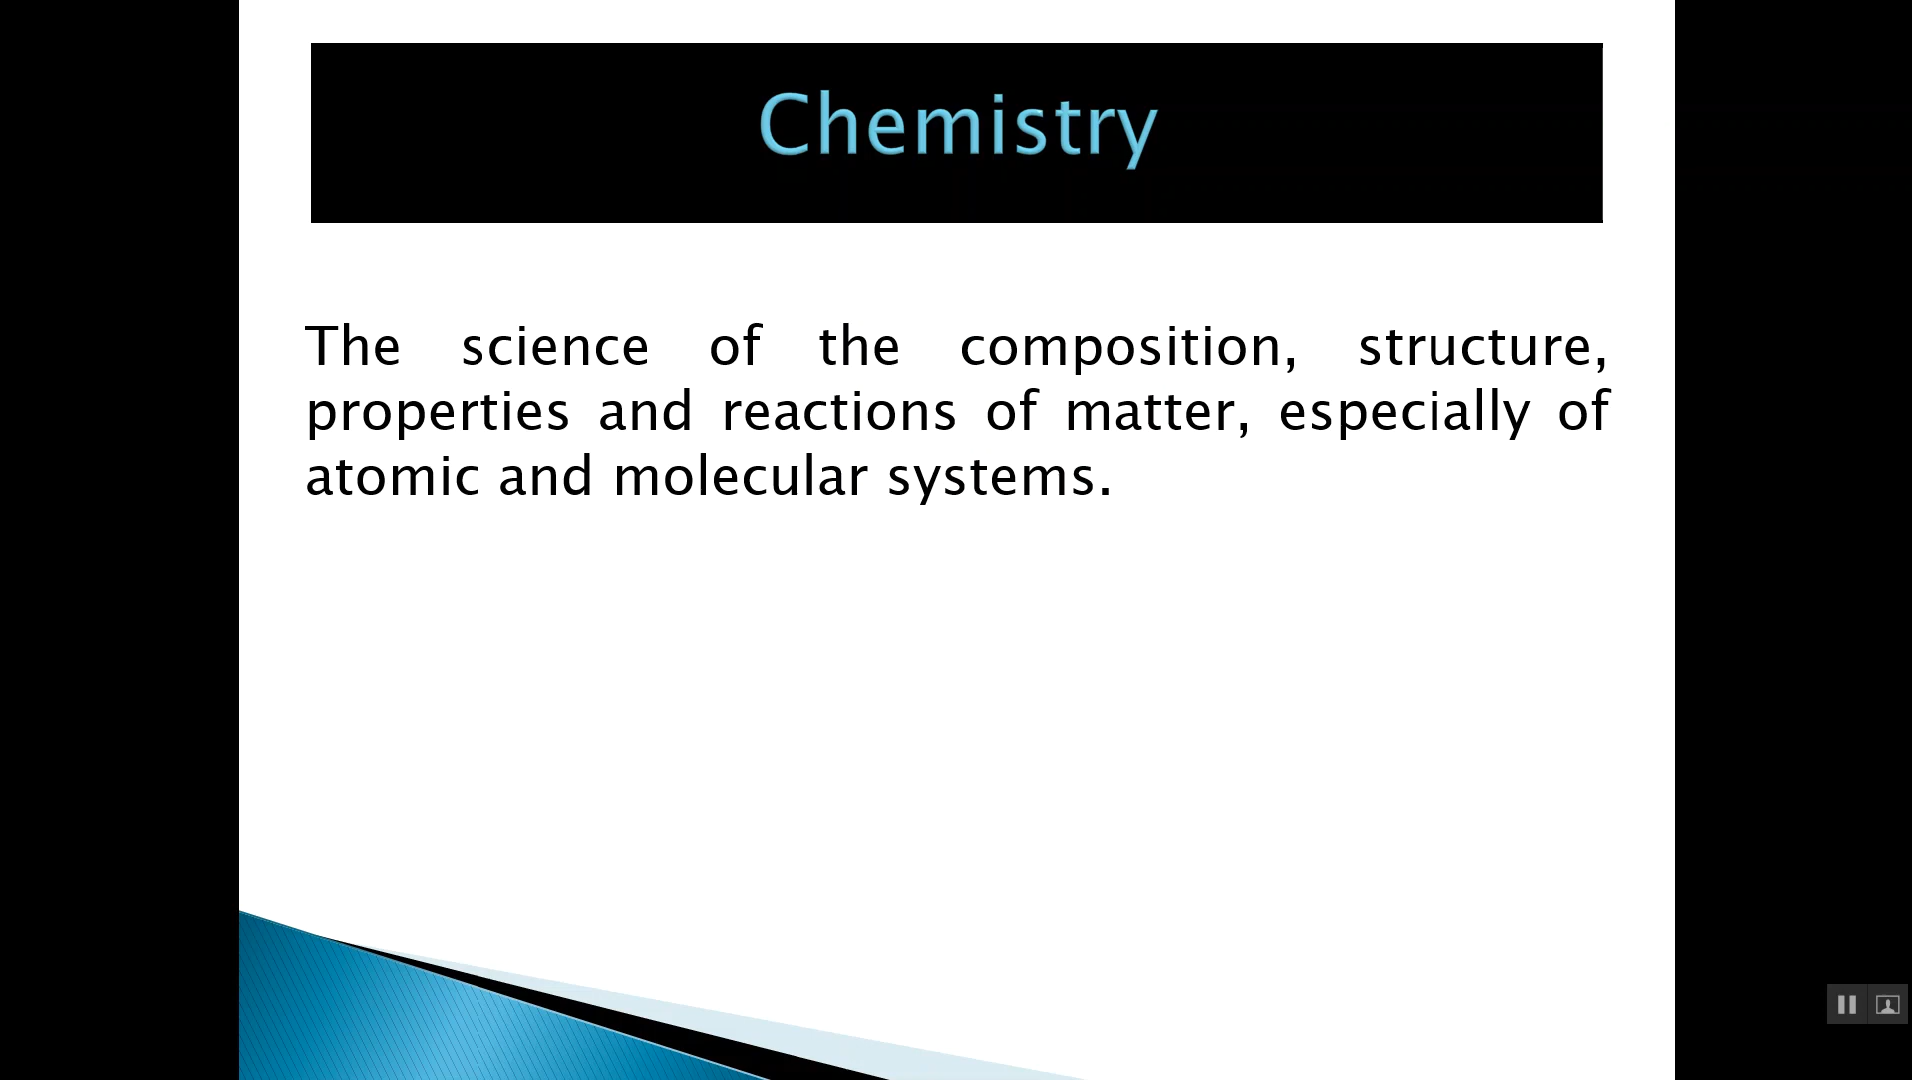 Chemistry
The science of the composition, structure,
properties and reactions of matter, especially of
atomic and molecular systems.